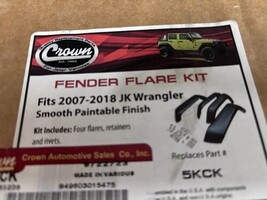 Crown
FENDER FLARE KIT
Fits 2007-2018 JK Wrangler
Smooth Paintable Finish
Kit Includes: Four flares, retainers
and rivets.
Replaces Part #
5KCK
Crown Automotive Sales Co., Inc.
MADE IN VARIOUS
849603015475